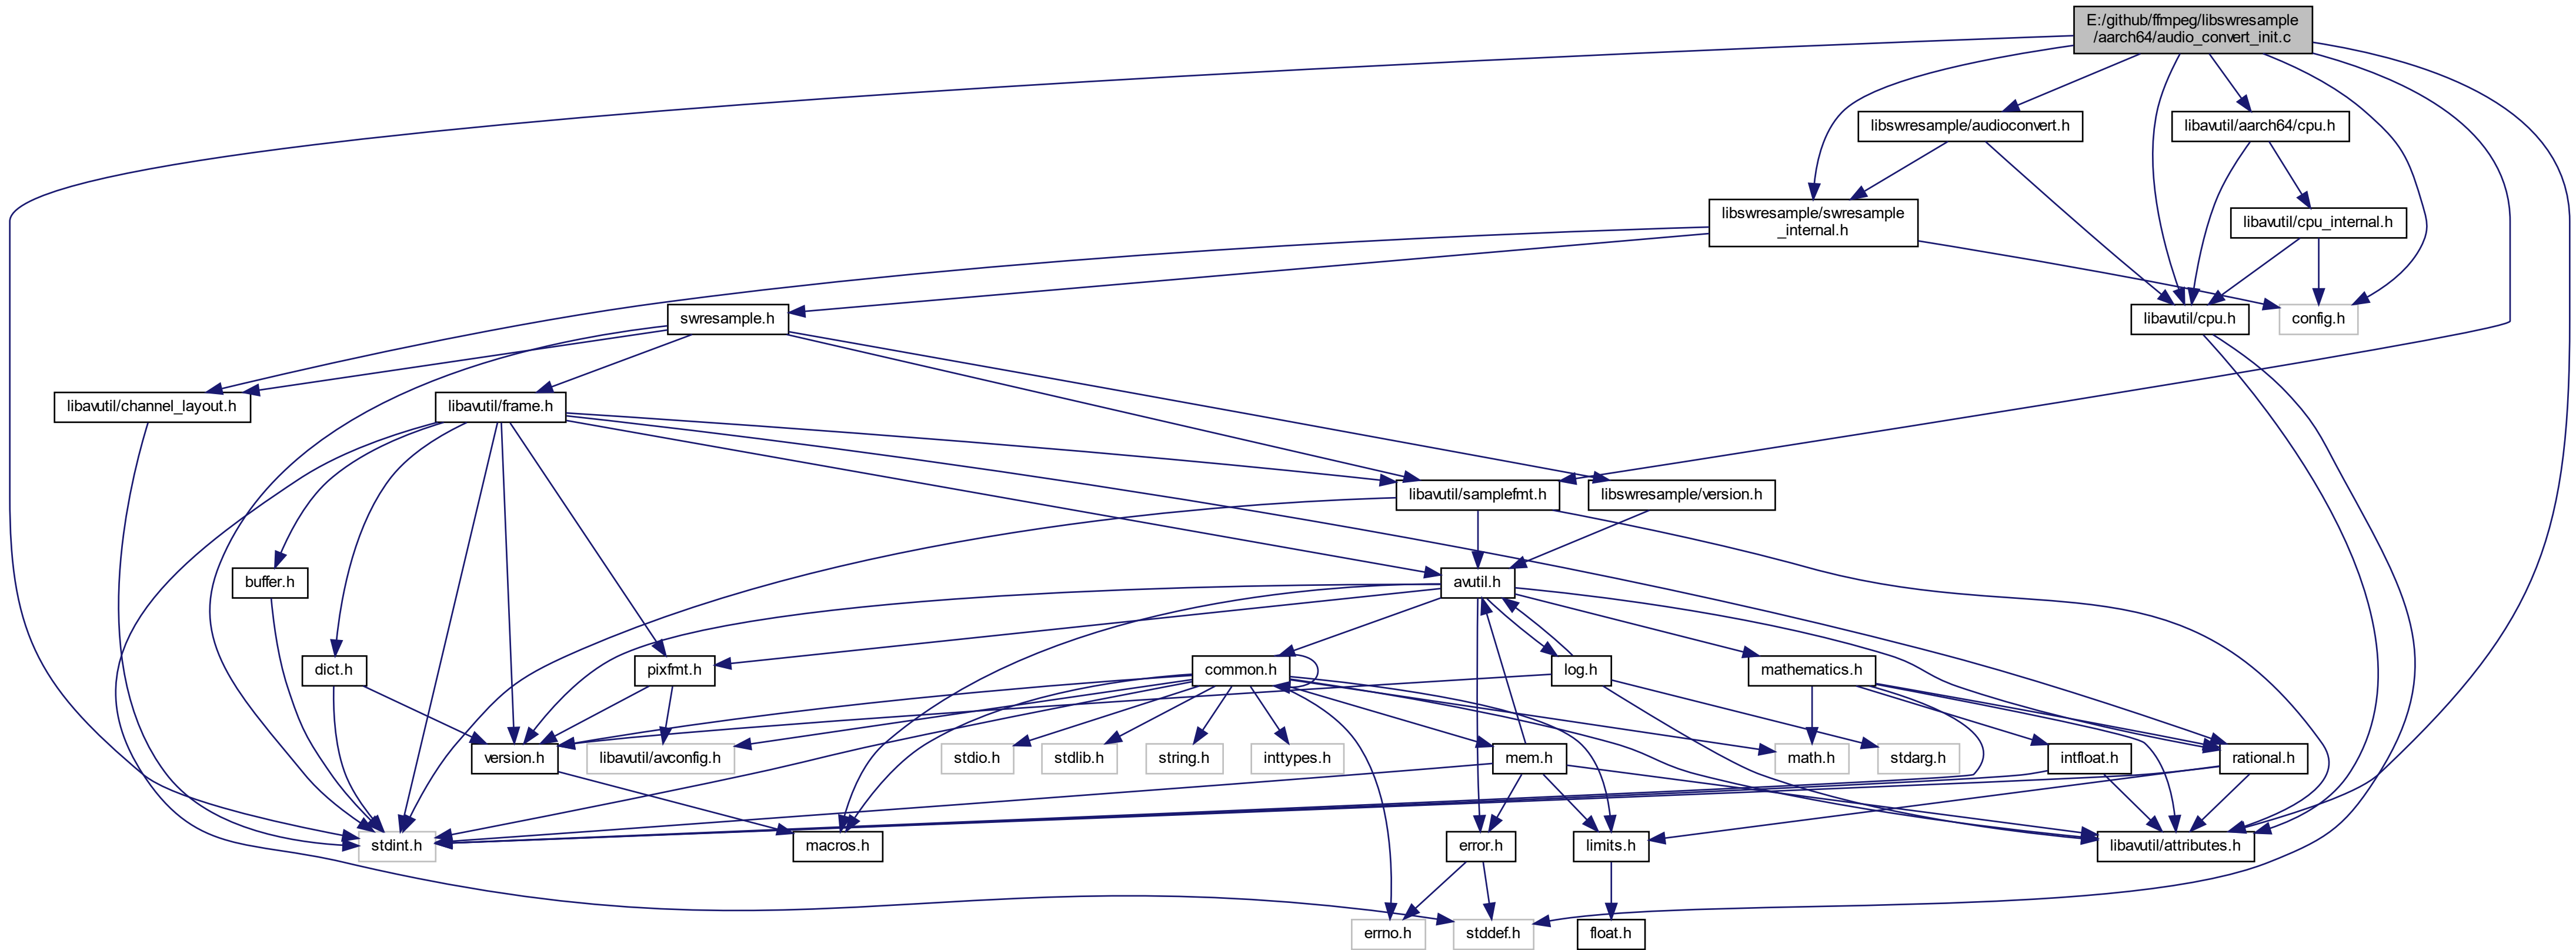 E:/github/ffmpeg/libswresample
/aarch64/audio_convert_init.c
libswresample/audioconvert.h
libavutil/aarch64/cpu.h
libswresample/swresample
_internal.h
libavutil/cpu_internal.h
swresample.h
libavutil/cpu.h
config.h
libavutil/channel_layout.h
libavutil/frame.h
libavutil/samplefmt.h
libswresample/version.h
buffer.h
avutil.h
dict.h
pixfmt.h
common.h
log.h
mathematics.h
version.h
libavutil/avconfig.h
stdio.h
stdlib.h
string.h
inttypes.h
mem.h
math.h
stdarg.h
intfloat.h
rational.h
stdint.h
macros.h
error.h
limits.h
libavutil/attributes.h
errno.h
stddef.h
float.h